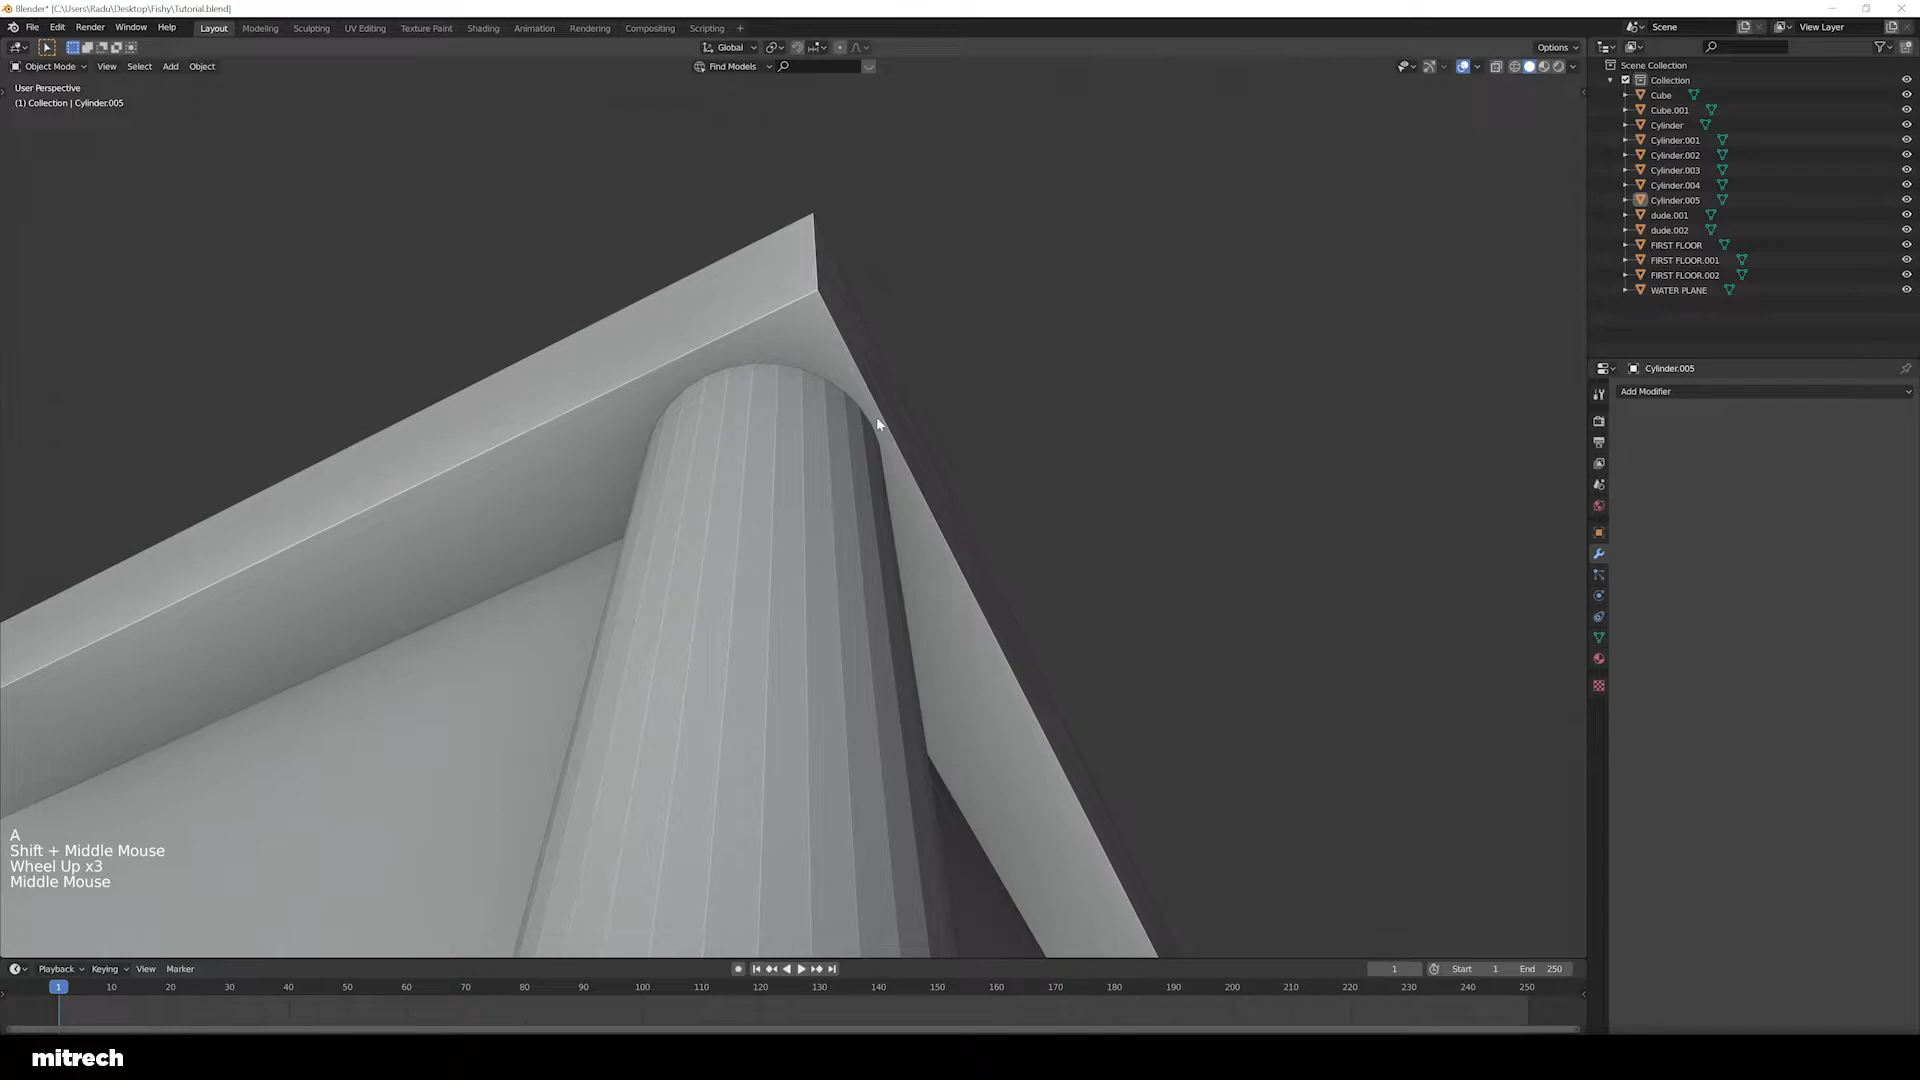 Blender* [C:\Users\Radu\Desktop\Fishy\Tutorial.blend]
File Edit Render Window Help Layout Modeling Sculpting UV Editing Texture Paint Shading Animation Rendering Compositing Scripting + Scene View Layer
Global Options
Object Mode View Select Add Object Find Models
User Perspective
(1) Collection | Cylinder.005
Scene Collection
Collection
Cube
Cube.001
Cylinder
Cylinder.001
Cylinder.002
Cylinder.003
Cylinder.004
Cylinder.005
dude.001
dude.002
FIRST FLOOR
FIRST FLOOR.001
FIRST FLOOR.002
WATER PLANE
Cylinder.005
Add Modifier
A
Shift + Middle Mouse
Wheel Up x3
Middle Mouse
Playback Keying View Marker 1 Start 1 End 250
1 10 20 30 40 50 60 70 80 90 100 110 120 130 140 150 160 170 180 190 200 210 220 230 240 250
mitrech